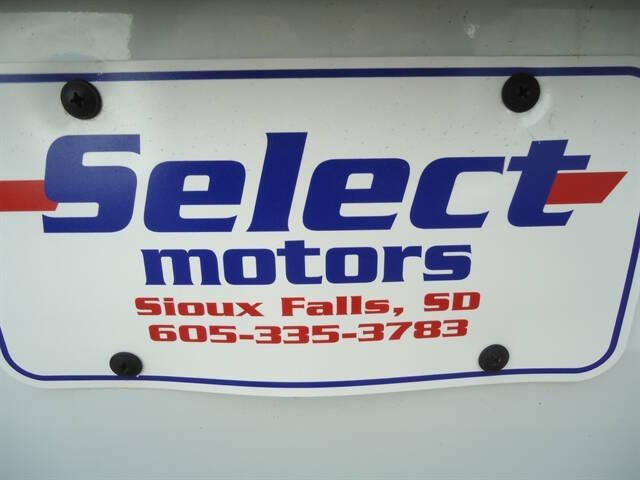 Select
motors
Sioux Falls, SD
605-335-3783